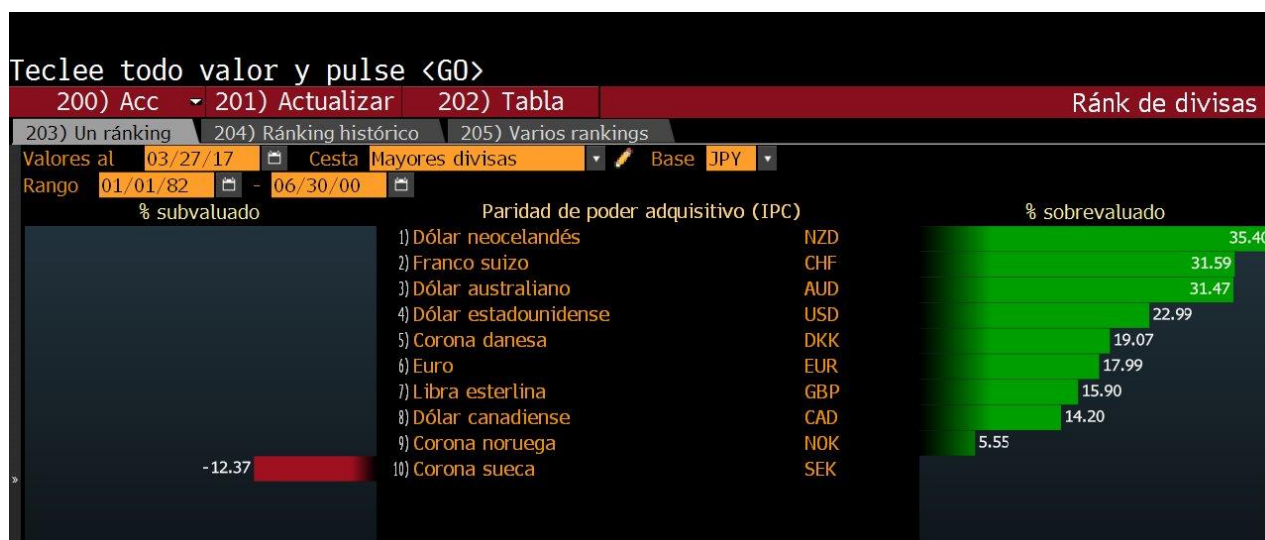 Teclee todo valor y pulse <GO>
200) Acc 201) Actualizar 202) Tabla Ránk de divisas
203) Un ránking 204) Ránking histórico 205) Varios rankings
Valores al 03/27/17 Cesta Mayores divisas Base JPY
Rango 01/01/82 - 06/30/00
% subvaluado Paridad de poder adquisitivo (IPC) % sobrevaluado
1) Dólar neocelandés NZD 35.40
2) Franco suizo CHF 31.59
3) Dólar australiano AUD 31.47
4) Dólar estadounidense USD 22.99
5) Corona danesa DKK 19.07
6) Euro EUR 17.99
7) Libra esterlina GBP 15.90
8) Dólar canadiense CAD 14.20
9) Corona noruega NOK 5.55
-12.37 10) Corona sueca SEK
»